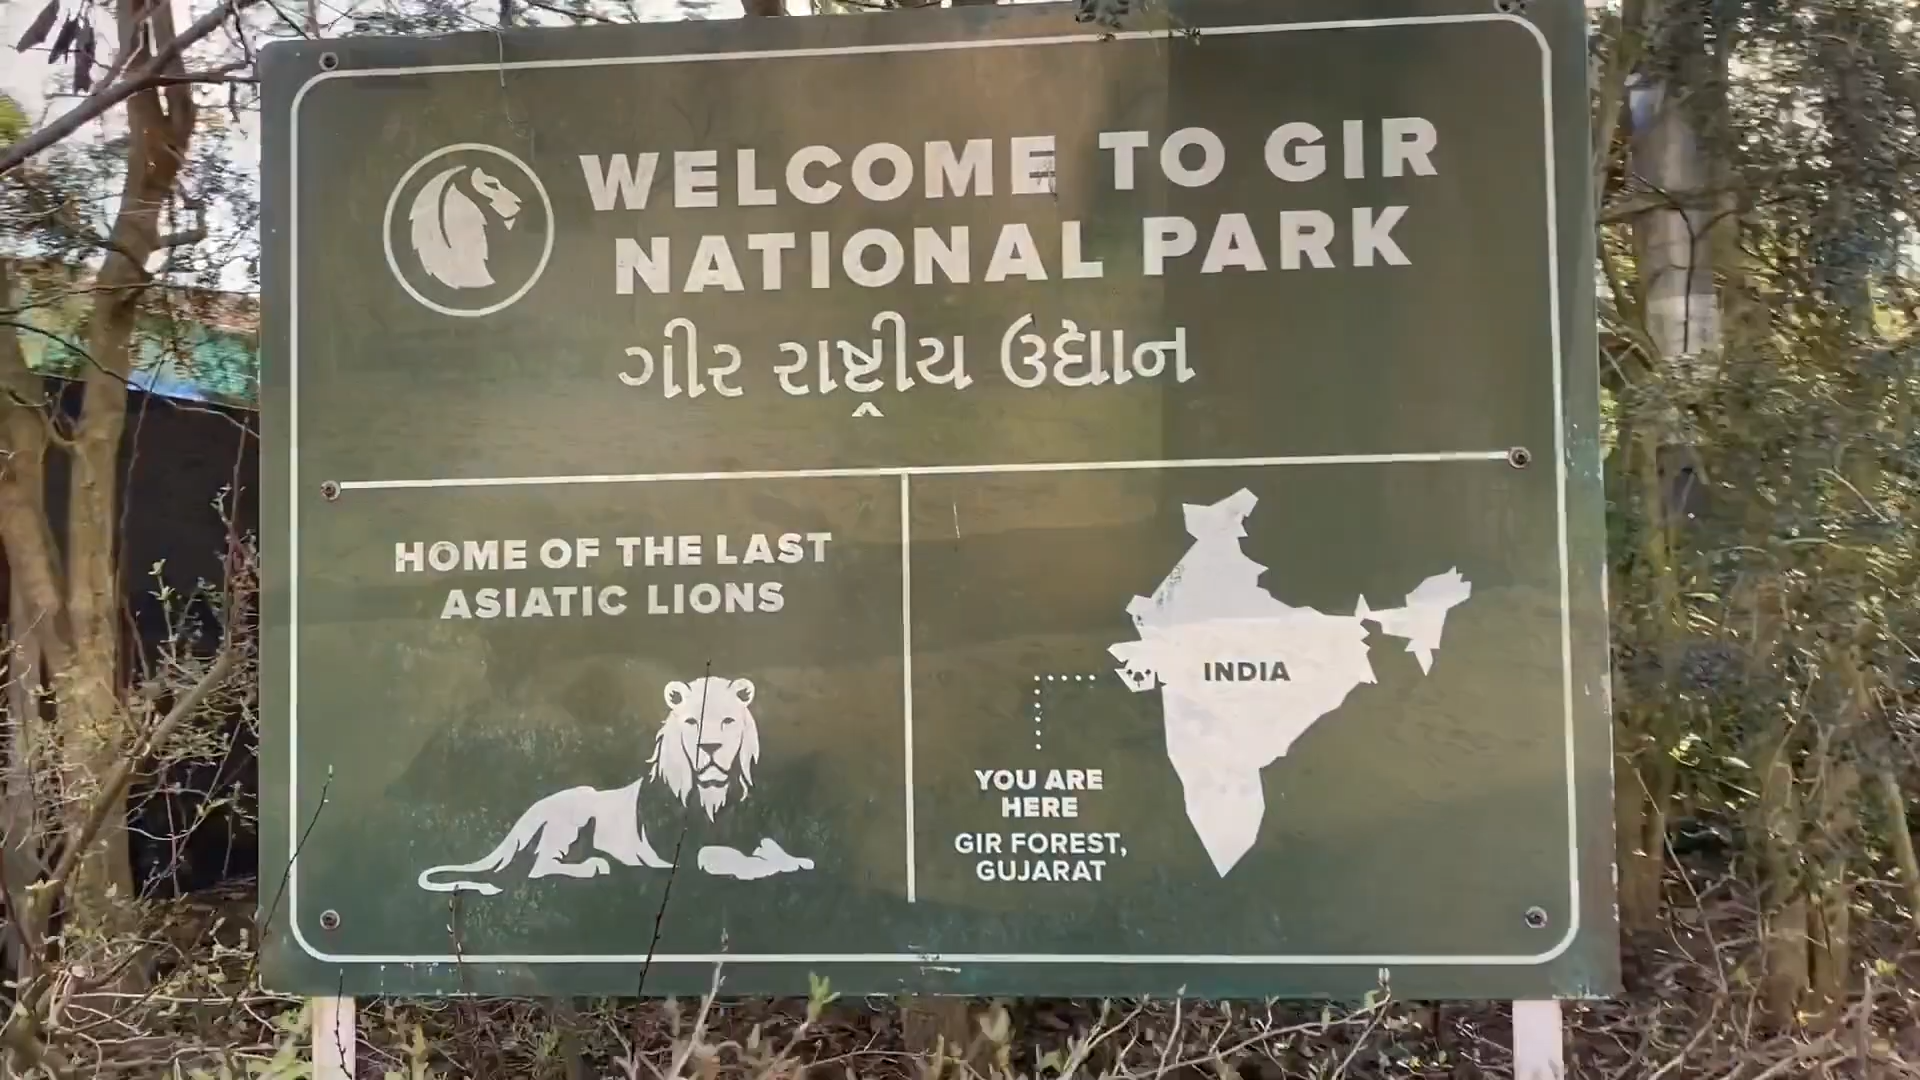 WELCOME TO GIR
NATIONAL PARK
ગીર રાષ્ટ્રીય ઉદ્યાન
HOME OF THE LAST
ASIATIC LIONS
INDIA
YOU ARE
HERE
GIR FOREST,
GUJARAT